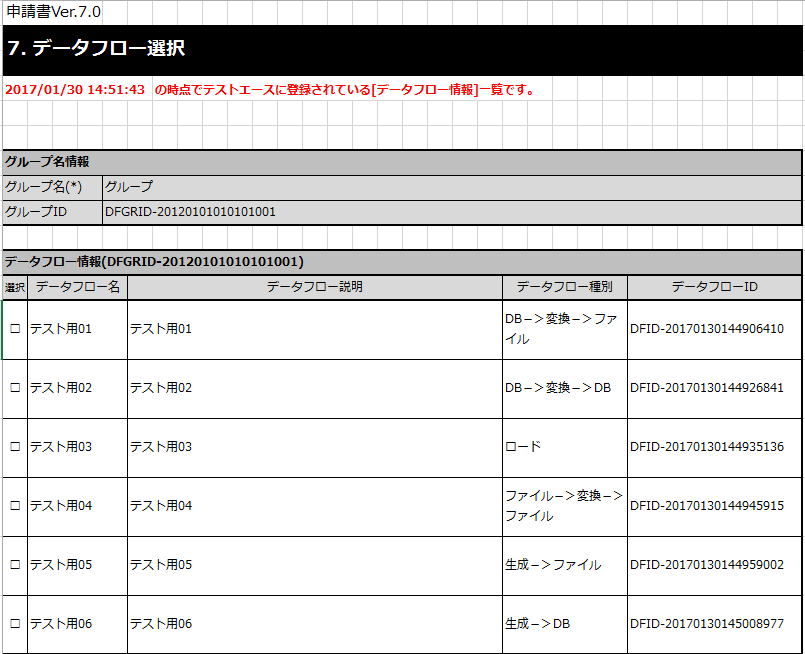 申請書Ver.7.0
7. データフロー選択
2017/01/30 14:51:43 の時点でテストエースに登録されている[データフロー情報]一覧です。
グループ名情報
グループ名(*) グループ
グループID DFGRID-20120101010101001
データフロー情報(DFGRID-20120101010101001)
選択 データフロー名 データフロー説明 データフロー種別 データフローID
□ テスト用01 テスト用01 DB−＞変換−＞ファ
イル DFID-20170130144906410
□ テスト用02 テスト用02 DB−＞変換−＞DB DFID-20170130144926841
□ テスト用03 テスト用03 ロード DFID-20170130144935136
□ テスト用04 テスト用04 ファイル−＞変換−＞
ファイル DFID-20170130144945915
□ テスト用05 テスト用05 生成−＞ファイル DFID-20170130144959002
□ テスト用06 テスト用06 生成−＞DB DFID-20170130145008977